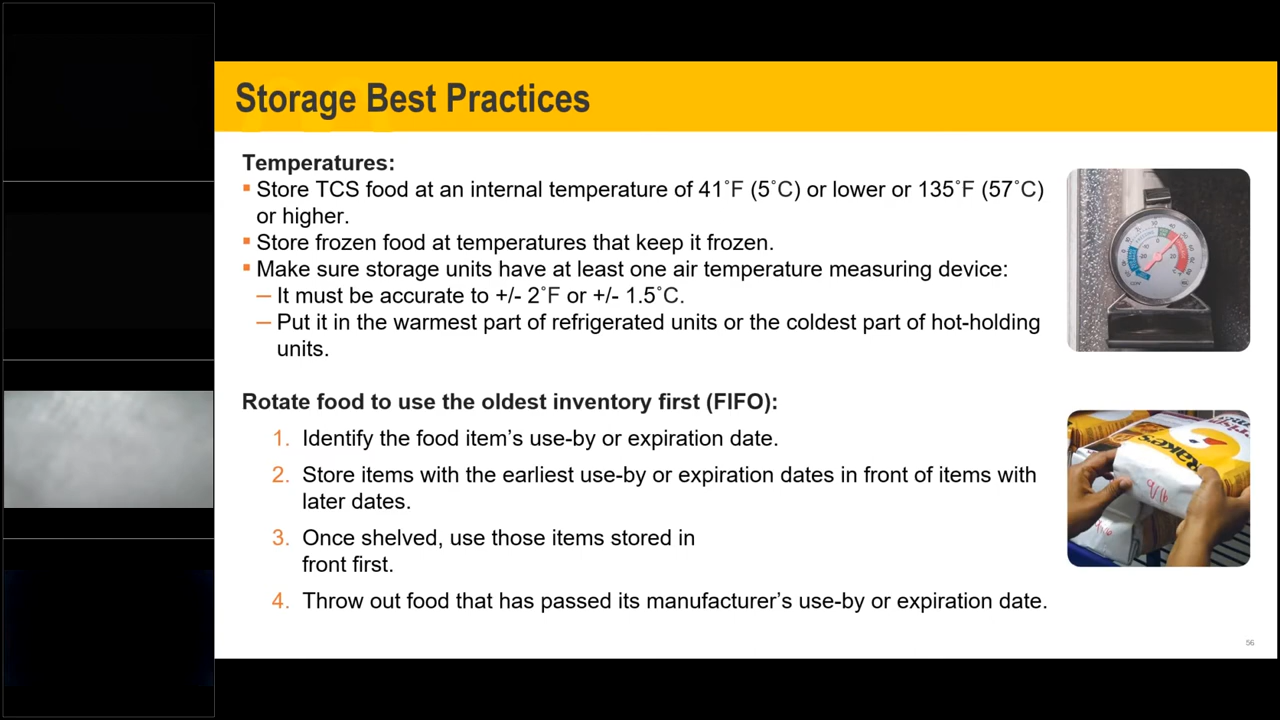 Storage Best Practices
Temperatures:
▪ Store TCS food at an internal temperature of 41˚F (5˚C) or lower or 135˚F (57˚C)
or higher.
▪ Store frozen food at temperatures that keep it frozen.
▪ Make sure storage units have at least one air temperature measuring device:
– It must be accurate to +/- 2˚F or +/- 1.5˚C.
– Put it in the warmest part of refrigerated units or the coldest part of hot-holding
units.
Rotate food to use the oldest inventory first (FIFO):
1. Identify the food item’s use-by or expiration date.
2. Store items with the earliest use-by or expiration dates in front of items with
later dates.
3. Once shelved, use those items stored in
front first.
4. Throw out food that has passed its manufacturer’s use-by or expiration date.
56